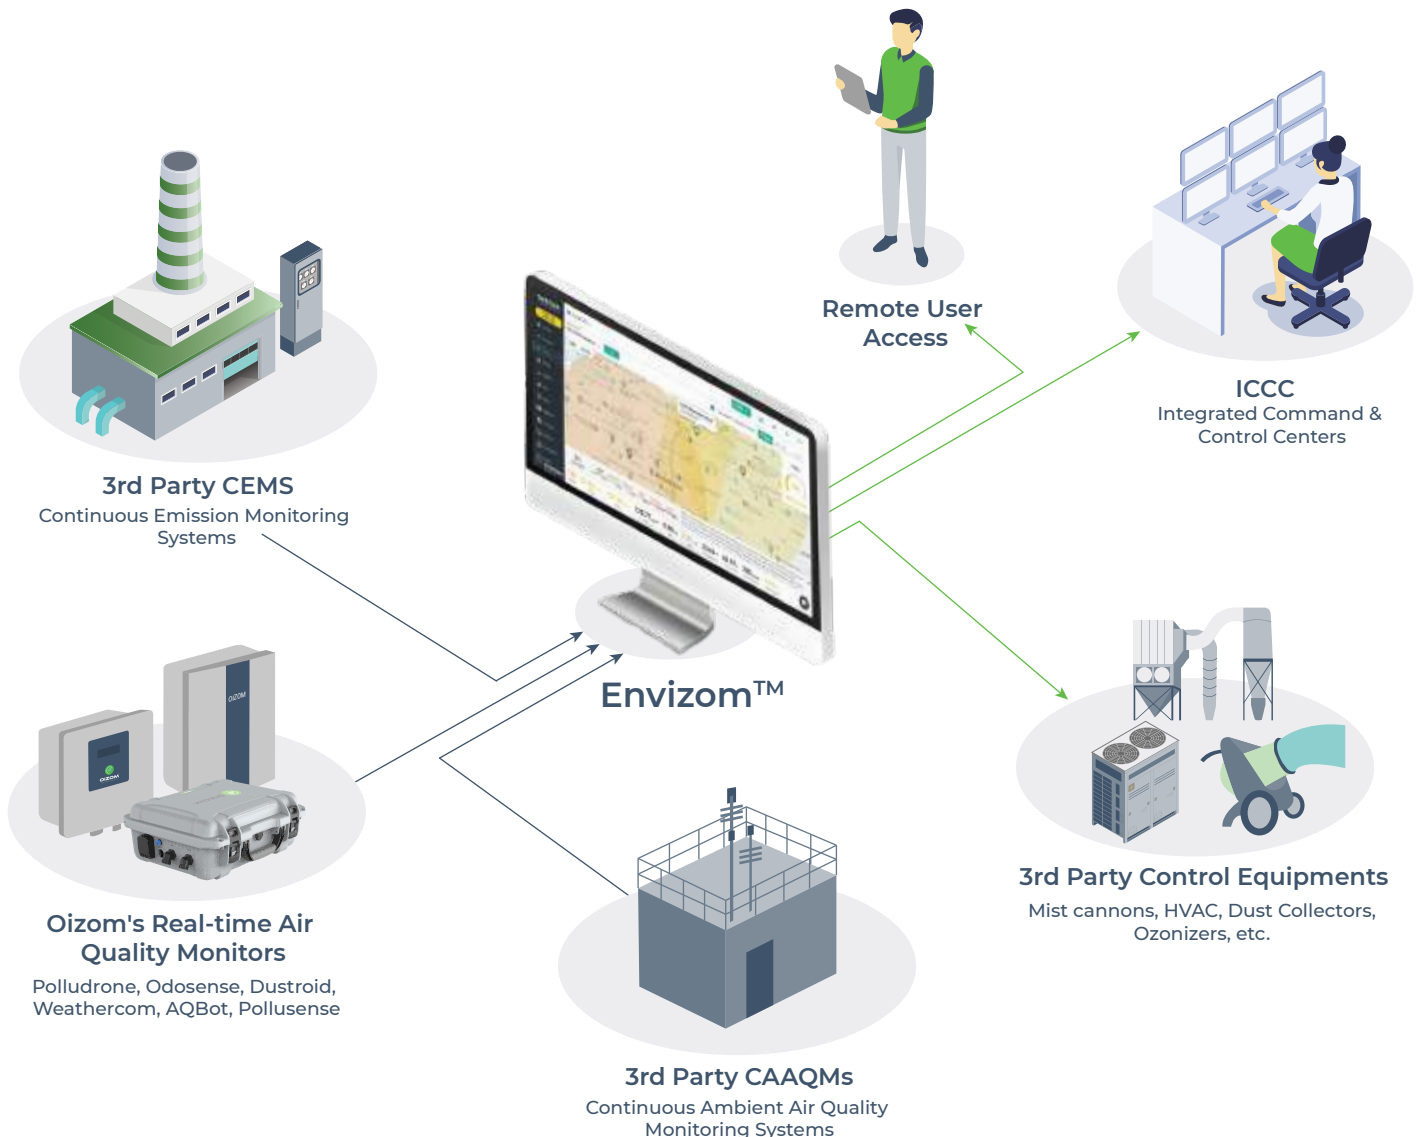 Remote User
Access
ICCC
Integrated Command &
Control Centers
3rd Party CEMS
Continuous Emission Monitoring
Systems
Envizom™
OIZOM
OIZOM
Oizom's Real-time Air
Quality Monitors
Polludrone, Odosense, Dustroid,
Weathercom, AQBot, Pollusense
3rd Party Control Equipments
Mist cannons, HVAC, Dust Collectors,
Ozonizers, etc.
3rd Party CAAQMs
Continuous Ambient Air Quality
Monitoring Systems